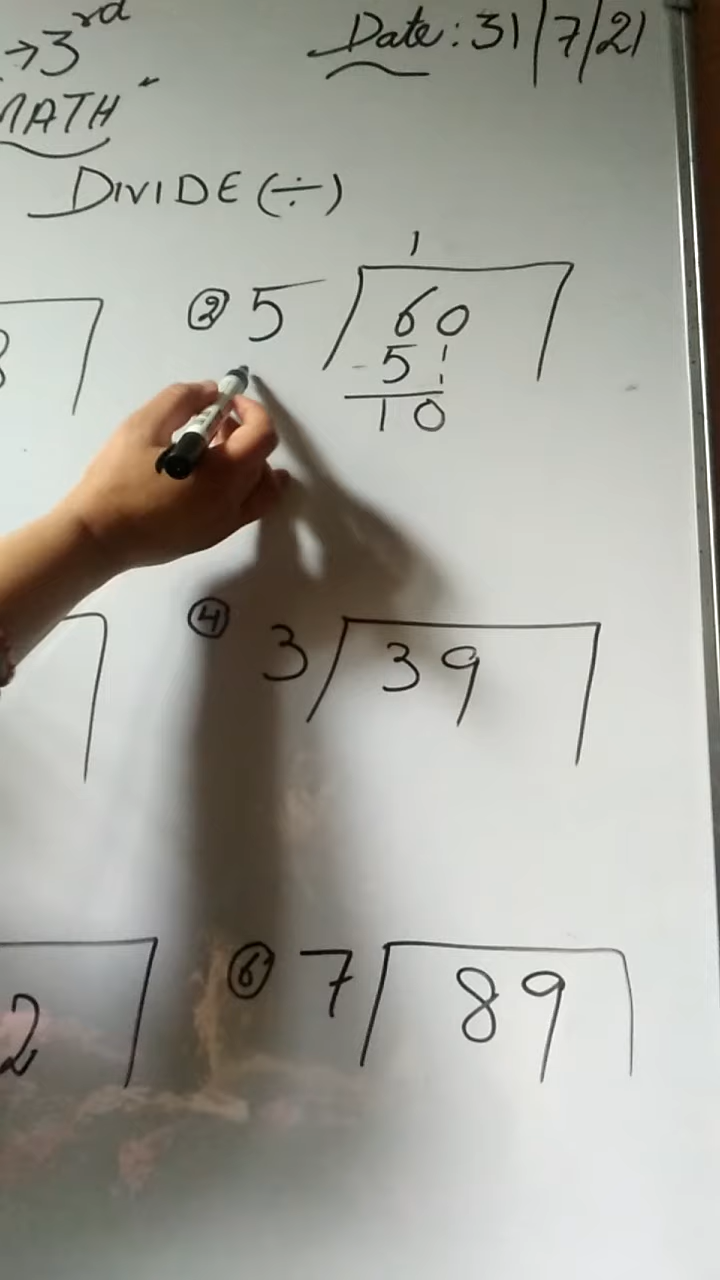 →3rd
Date: 31/7/21
MATH"
DIVIDE (÷)
1
② 5 60
- 5
10
④ 3 39
2
⑥ 7 89